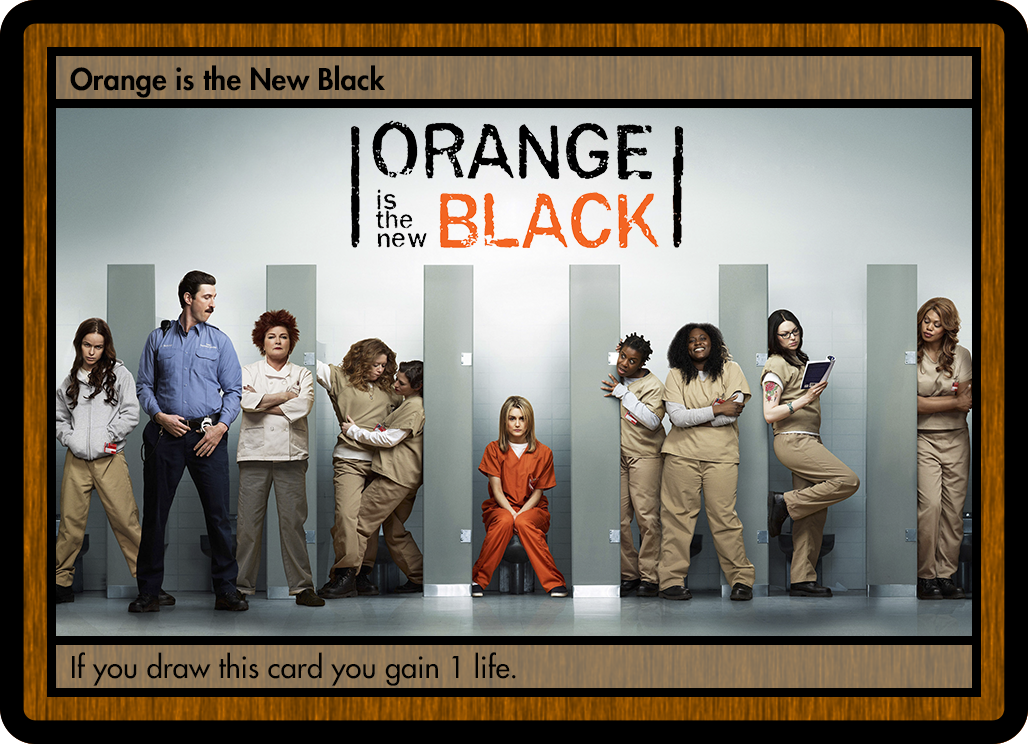 Orange is the New Black
ORANGE
is the new BLACK
If you draw this card you gain 1 life.